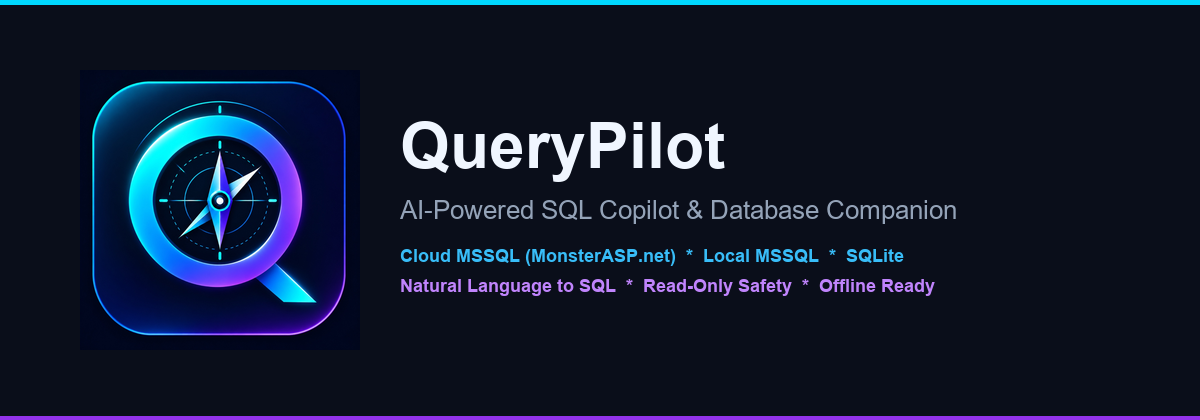 QueryPilot
AI-Powered SQL Copilot & Database Companion
Cloud MSSQL (MonsterASP.net) * Local MSSQL * SQLite
Natural Language to SQL * Read-Only Safety * Offline Ready